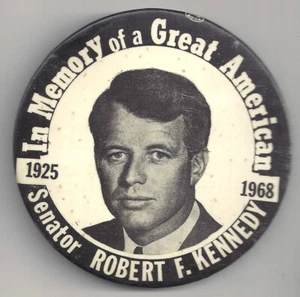 In Memory of a Great American
1925
1968
Senator ROBERT F. KENNEDY